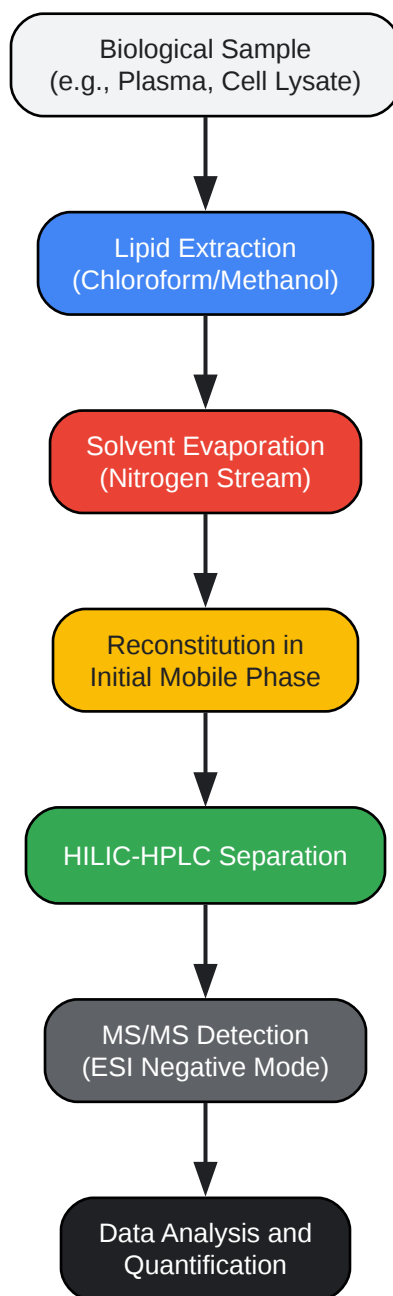 Biological Sample
(e.g., Plasma, Cell Lysate)
Lipid Extraction
(Chloroform/Methanol)
Solvent Evaporation
(Nitrogen Stream)
Reconstitution in
Initial Mobile Phase
HILIC-HPLC Separation
MS/MS Detection
(ESI Negative Mode)
Data Analysis and
Quantification